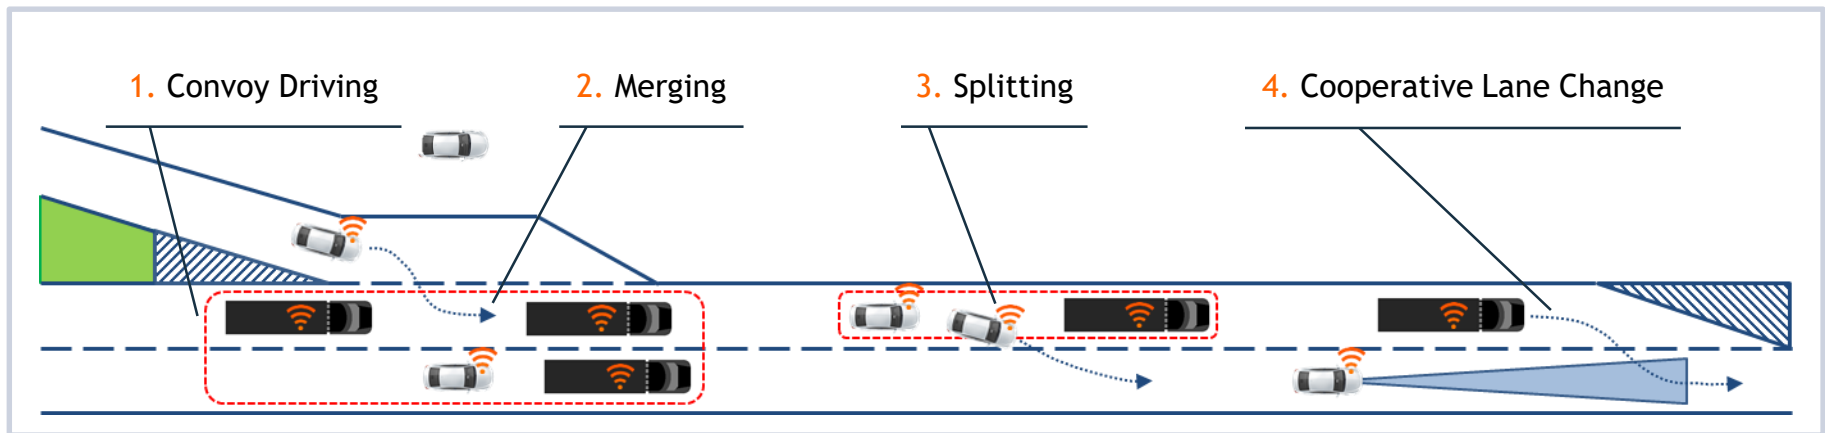 1. Convoy Driving
2. Merging
3. Splitting
4. Cooperative Lane Change